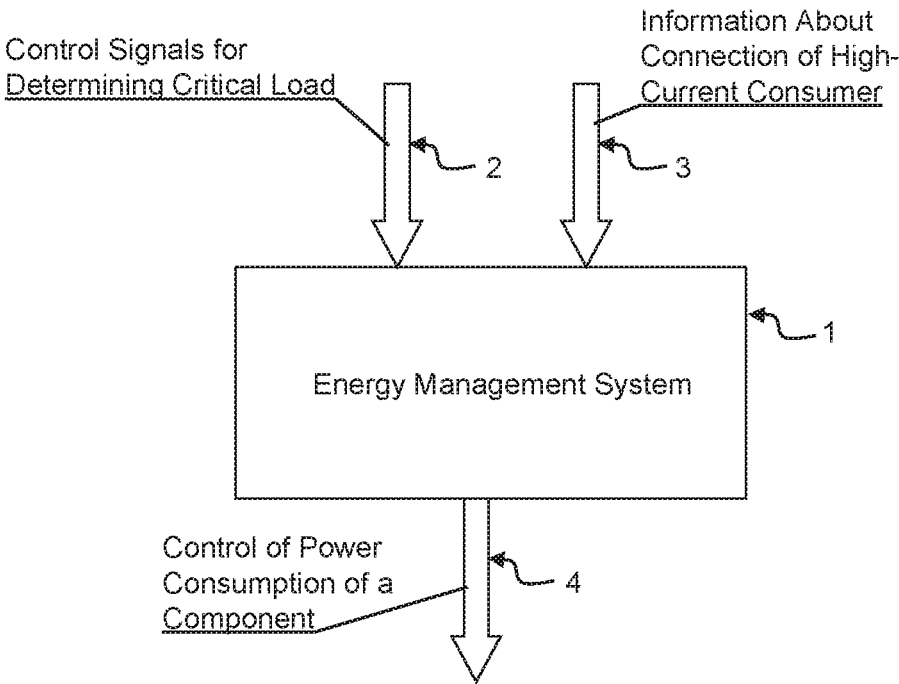 Control Signals for
Determining Critical Load
Information About
Connection of High-
Current Consumer
2
3
1
Energy Management System
Control of Power
Consumption of a
Component
4